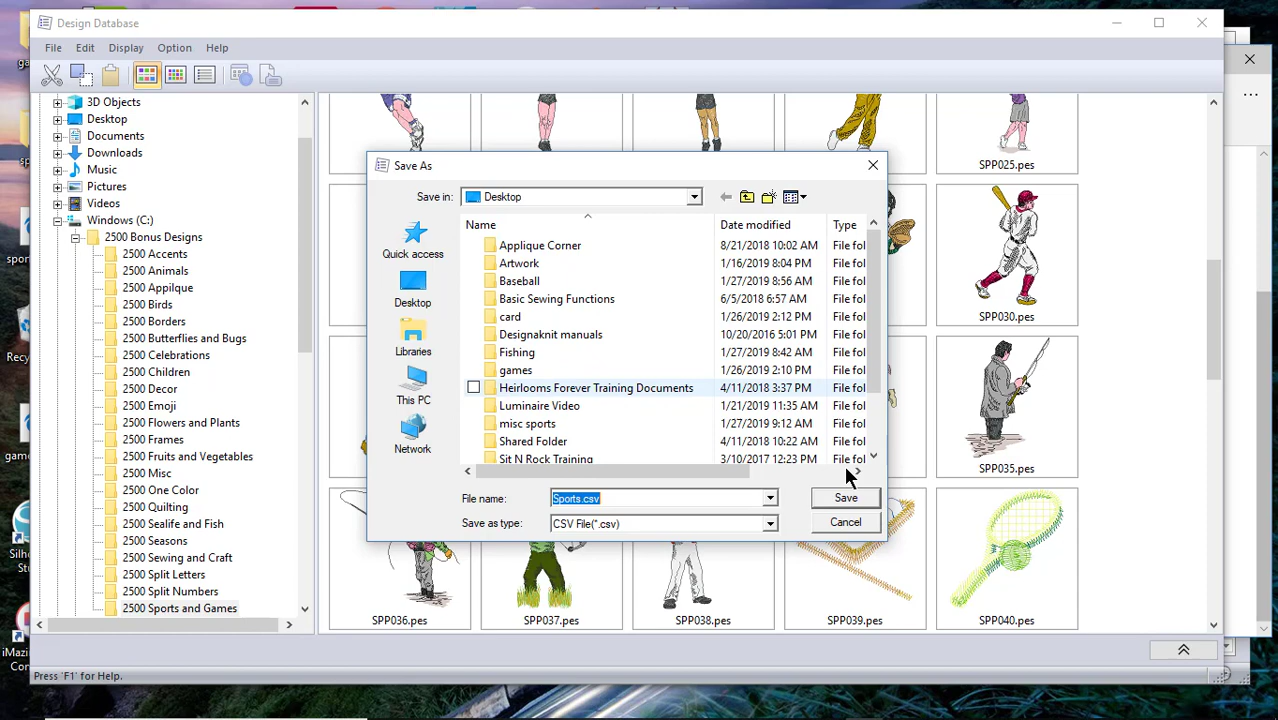 Design Database
File Edit Display Option Help
3D Objects
Desktop
Documents
Downloads
Music
Pictures
Videos
Windows (C:)
2500 Bonus Designs
2500 Accents
2500 Animals
2500 Appilque
2500 Birds
2500 Borders
2500 Butterflies and Bugs
2500 Celebrations
2500 Children
2500 Decor
2500 Emoji
2500 Flowers and Plants
2500 Frames
2500 Fruits and Vegetables
2500 Misc
2500 One Color
2500 Quilting
2500 Sealife and Fish
2500 Seasons
2500 Sewing and Craft
2500 Split Letters
2500 Split Numbers
2500 Sports and Games
SPP025.pes
SPP030.pes
SPP035.pes
SPP036.pes SPP037.pes SPP038.pes SPP039.pes SPP040.pes
Save As
Save in: Desktop
Quick access
Desktop
Libraries
This PC
Network
Name Date modified Type
Applique Corner 8/21/2018 10:02 AM File fol
Artwork 1/16/2019 8:04 PM File fol
Baseball 1/27/2019 8:56 AM File fol
Basic Sewing Functions 6/5/2018 6:57 AM File fol
card 1/26/2019 2:12 PM File fol
Designaknit manuals 10/20/2016 5:01 PM File fol
Fishing 1/27/2019 8:42 AM File fol
games 1/26/2019 2:10 PM File fol
Heirlooms Forever Training Documents 4/11/2018 3:37 PM File fol
Luminaire Video 1/21/2019 11:35 AM File fol
misc sports 1/27/2019 9:12 AM File fol
Shared Folder 4/11/2018 10:22 AM File fol
Sit N Rock Training 3/10/2017 12:23 PM File fol
File name: Sports.csv Save
Save as type: CSV File(*.csv) Cancel
Press 'F1' for Help.